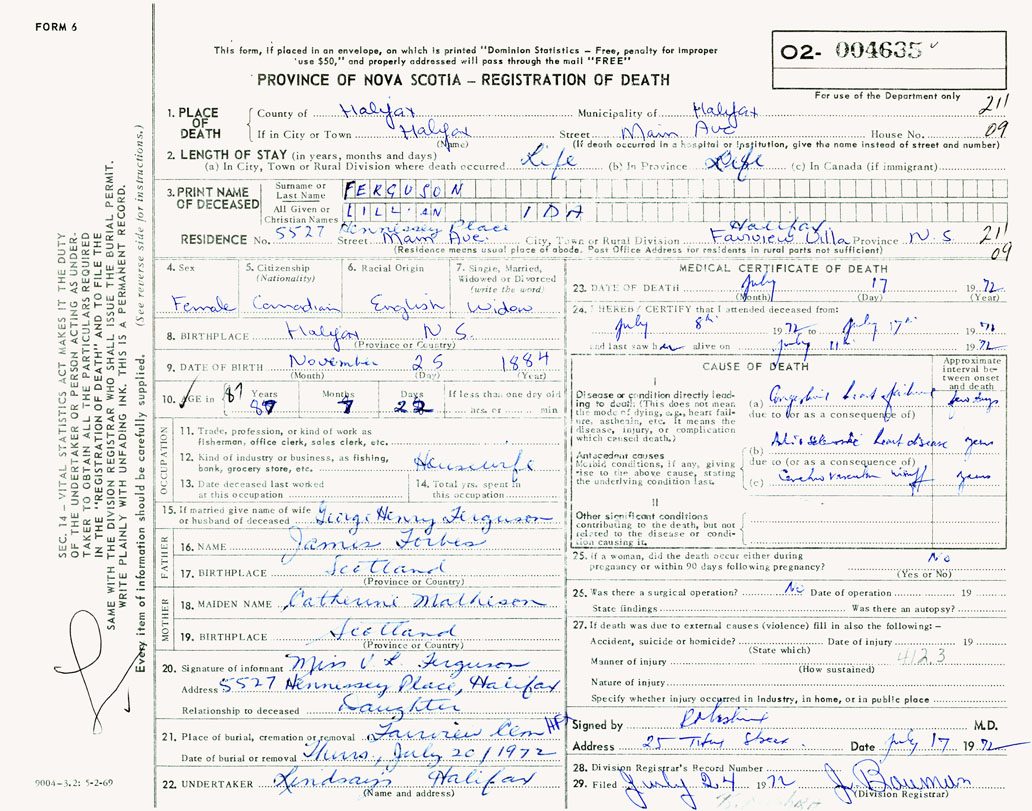 FORM 6
This form, if placed in an envelope, on which is printed "Dominion Statistics – Free, penalty for improper
use $50," and properly addressed will pass through the mail "FREE"
PROVINCE OF NOVA SCOTIA – REGISTRATION OF DEATH
02- 004635
For use of the Department only
1. PLACE OF DEATH County of Halifax Municipality of Halifax 211
If in City or Town Halifax Street Main Ave House No. 09
(Name) (If death occurred in a hospital or institution, give the name instead of street and number)
2. LENGTH OF STAY (in years, months and days)
(a) In City, Town or Rural Division where death occurred Life (b) In Province Life (c) In Canada (if immigrant)
3. PRINT NAME OF DECEASED Surname or Last Name FERGUSON
All Given or Christian Names LILLIAN IDA
5527 Hennessey Place Halifax
RESIDENCE No. Street Main Ave. City, Town or Rural Division Fairview Villa Province N.S. 211
(Residence means usual place of abode. Post Office Address for residents in rural parts not sufficient) 09
4. Sex Female
5. Citizenship (Nationality) Canadian
6. Racial Origin English
7. Single, Married, Widowed or Divorced (write the word) Widow
8. BIRTHPLACE Halifax N.S.
(Province or Country)
9. DATE OF BIRTH November 25 1884
(Month) (Day) (Year)
10. AGE in 87 Years 87 Months 7 Days 22 If less than one day old hrs. or min
OCCUPATION
11. Trade, profession, or kind of work as
fisherman, office clerk, sales clerk, etc.
12. Kind of industry or business, as fishing,
bank, grocery store, etc. Housewife
13. Date deceased last worked
at this occupation
14. Total yrs. spent in
this occupation
15. If married give name of wife
or husband of deceased George Henry Ferguson
FATHER
16. NAME James Forbes
17. BIRTHPLACE Scotland
(Province or Country)
MOTHER
18. MAIDEN NAME Catherine Mathison
19. BIRTHPLACE Scotland
(Province or Country)
20. Signature of informant Miss V L Ferguson
Address 5527 Hennessey Place, Halifax
Relationship to deceased Daughter
21. Place of burial, cremation or removal Fairview Cem HFX
Date of burial or removal Thurs, July 20/1972
22. UNDERTAKER Lindsay's Halifax
(Name and address)
MEDICAL CERTIFICATE OF DEATH
23. DATE OF DEATH July 17 1972
(Month) (Day) (Year)
24. I HEREBY CERTIFY that I attended deceased from:
July 8th 1972 to July 17th 1972
and last saw her alive on July 1972
CAUSE OF DEATH
Approximate interval between onset and death
I
Disease or condition directly leading to death (This does not mean the mode of dying, e.g., heart failure, asthenia, etc. It means the disease, injury, or complication which caused death.)
(a) Congestive heart failure few days
due to (or as a consequence of)
Antecedent causes
Morbid conditions, if any, giving rise to the above cause, stating the underlying condition last.
(b) Arteriosclerotic heart disease years
due to (or as a consequence of)
(c) years
II
Other significant conditions
contributing to the death, but not
related to the disease or condition causing it.
25. If a woman, did the death occur either during
pregnancy or within 90 days following pregnancy? No
(Yes or No)
26. Was there a surgical operation? No Date of operation 19
State findings Was there an autopsy?
27. If death was due to external causes (violence) fill in also the following: –
Accident, suicide or homicide? Date of injury 19
(State which)
Manner of injury 412.3
(How sustained)
Nature of injury
Specify whether injury occurred in industry, in home, or in public place
Signed by M.D.
Address 25 Street Date July 17 1972
28. Division Registrar's Record Number
29. Filed July 24 1972 J. Bauman
(Division Registrar)
SEC. 14 – VITAL STATISTICS ACT MAKES IT THE DUTY
OF THE UNDERTAKER OR PERSON ACTING AS UNDERTAKER
TO OBTAIN ALL THE PARTICULARS REQUIRED
IN THE "REGISTRATION OF DEATH" AND TO FILE THE
SAME WITH THE DIVISION REGISTRAR WHO SHALL ISSUE THE BURIAL PERMIT.
WRITE PLAINLY WITH UNFADING INK. THIS IS A PERMANENT RECORD.
Every item of information should be carefully supplied. (See reverse side for instructions.)
9004-3.2: 5-2-69